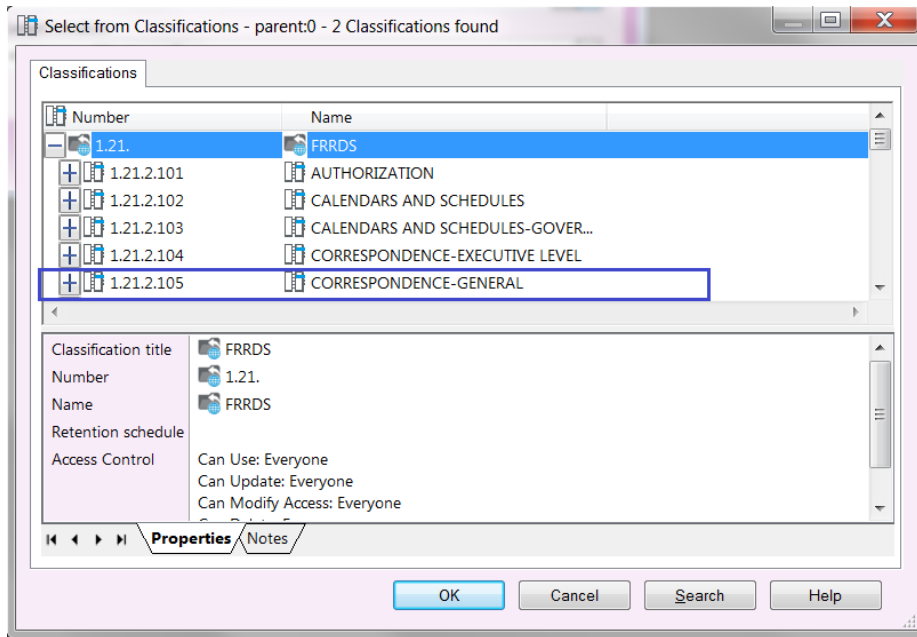 Select from Classifications - parent:0 - 2 Classifications found
Classifications
Number Name
1.21. FRRDS
1.21.2.101 AUTHORIZATION
1.21.2.102 CALENDARS AND SCHEDULES
1.21.2.103 CALENDARS AND SCHEDULES-GOVER...
1.21.2.104 CORRESPONDENCE-EXECUTIVE LEVEL
1.21.2.105 CORRESPONDENCE-GENERAL
Classification title FRRDS
Number 1.21.
Name FRRDS
Retention schedule
Access Control Can Use: Everyone
Can Update: Everyone
Can Modify Access: Everyone
Properties Notes
OK Cancel Search Help